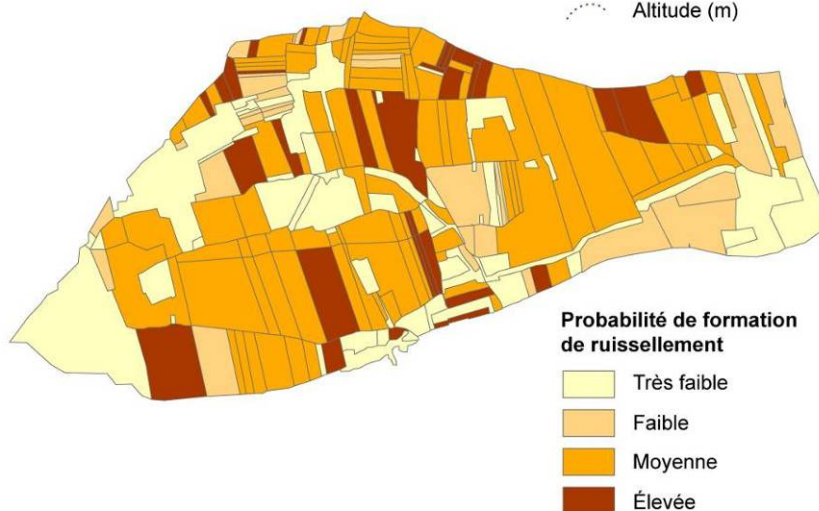 Altitude (m)
Probabilité de formation
de ruissellement
Très faible
Faible
Moyenne
Élevée